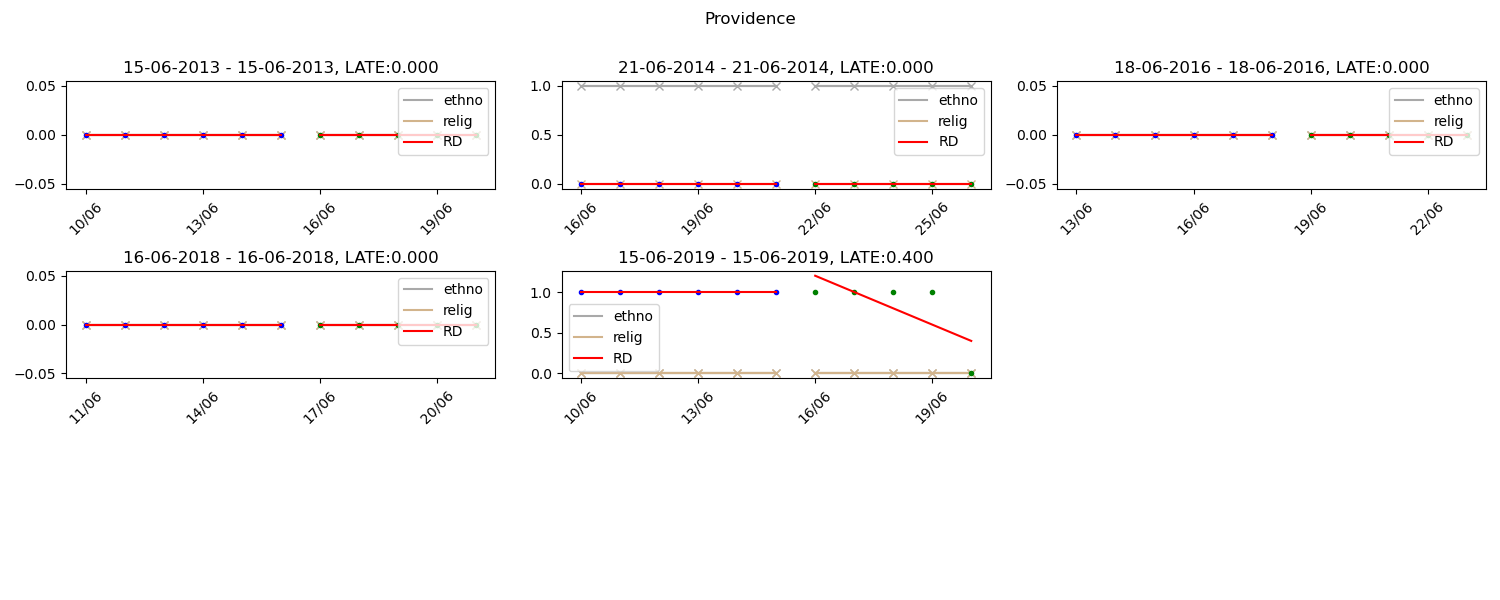 Providence
15-06-2013 - 15-06-2013, LATE:0.000
0.05
0.00
−0.05
ethno
relig
RD
10/06
13/06
16/06
19/06
21-06-2014 - 21-06-2014, LATE:0.000
1.0
0.5
0.0
ethno
relig
RD
16/06
19/06
22/06
25/06
18-06-2016 - 18-06-2016, LATE:0.000
0.05
0.00
−0.05
ethno
relig
RD
13/06
16/06
19/06
22/06
16-06-2018 - 16-06-2018, LATE:0.000
0.05
0.00
−0.05
ethno
relig
RD
11/06
14/06
17/06
20/06
15-06-2019 - 15-06-2019, LATE:0.400
1.0
0.5
0.0
ethno
relig
RD
10/06
13/06
16/06
19/06